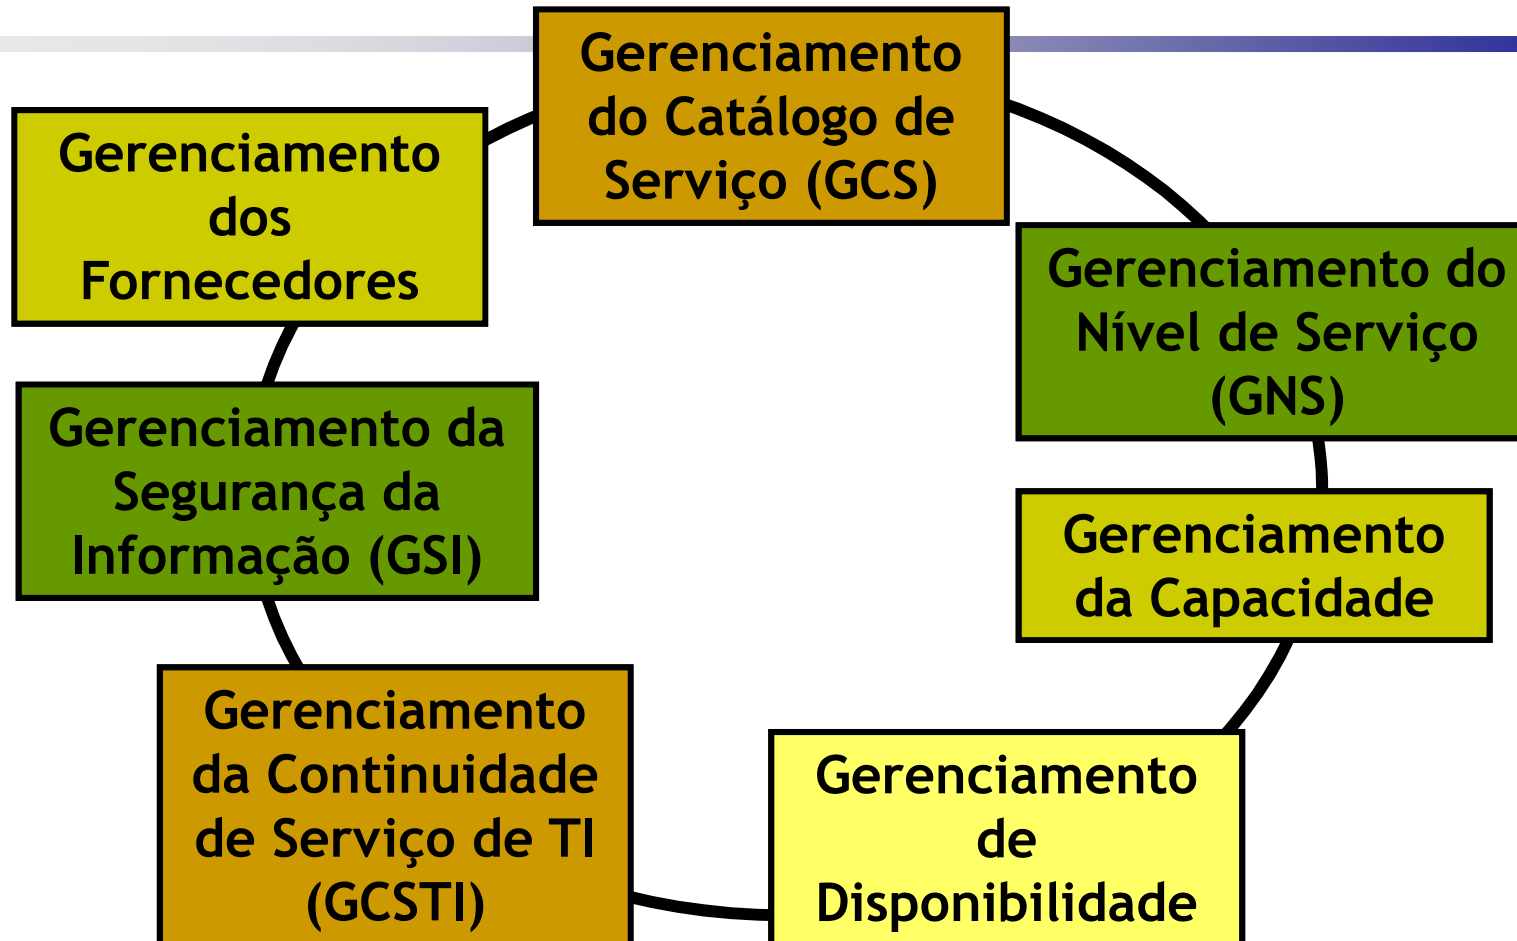 Gerenciamento
do Catálogo de
Serviço (GCS)
Gerenciamento do
Nível de Serviço
(GNS)
Gerenciamento
da Capacidade
Gerenciamento
de
Disponibilidade
Gerenciamento
da Continuidade
de Serviço de TI
(GCSTI)
Gerenciamento da
Segurança da
Informação (GSI)
Gerenciamento
dos
Fornecedores